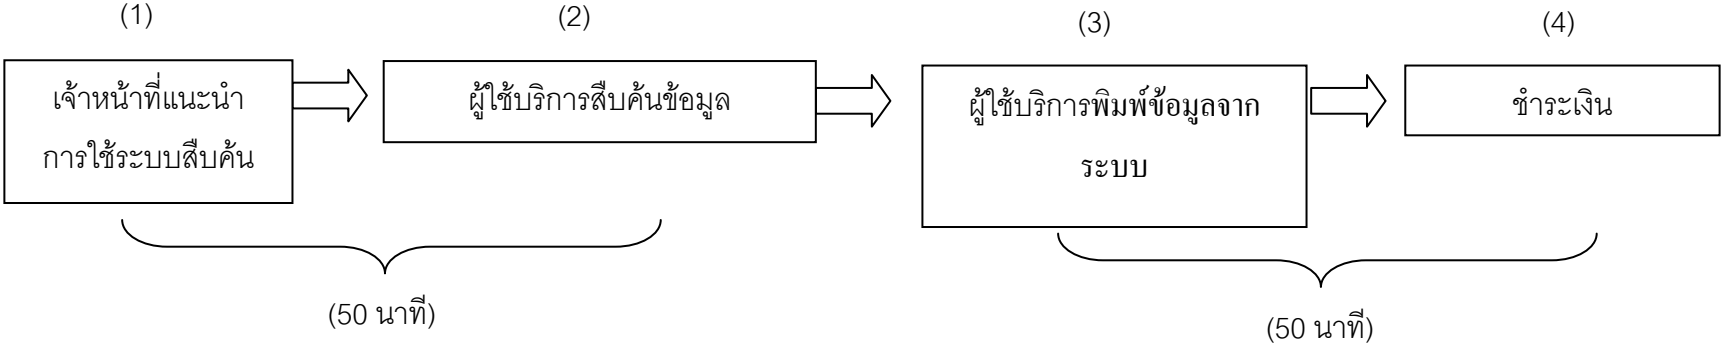 (1)
(2)
(3)
(4)
เจ้าหน้าที่แนะนำ
การใช้ระบบสืบค้น
ผู้ใช้บริการสืบค้นข้อมูล
ผู้ใช้บริการพิมพ์ข้อมูลจาก
ระบบ
ชำระเงิน
(50 นาที)
(50 นาที)